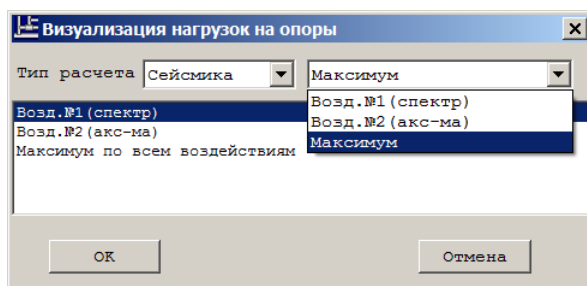 Визуализация нагрузок на опоры
Тип расчета Сейсмика Максимум
Возд.№1(спектр)
Возд.№2(акс-ма)
Максимум
Возд.№1(спектр)
Возд.№2(акс-ма)
Максимум по всем воздействиям
OK Отмена